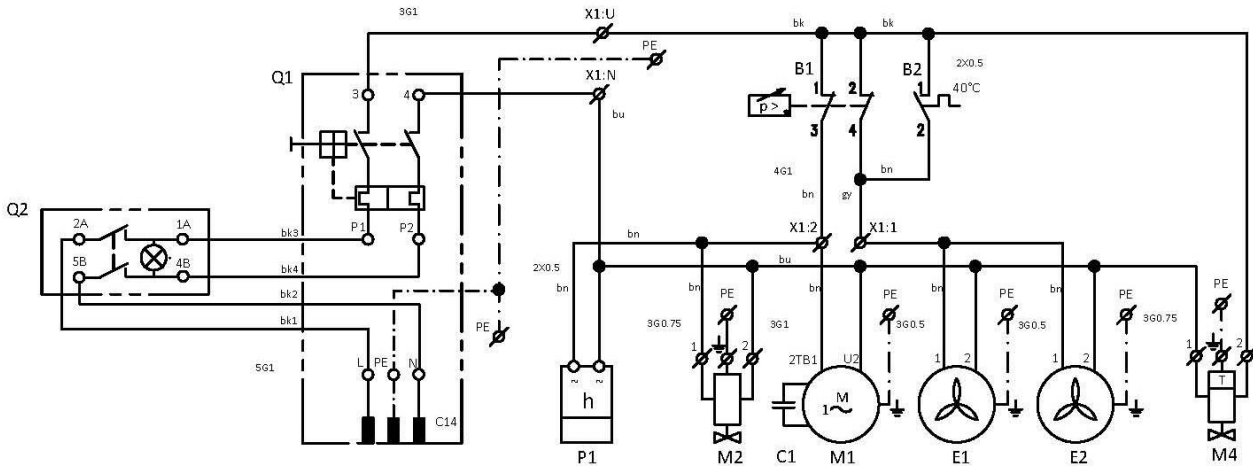 3G1
X1:U
bk
bk
PE
Q1
X1:N
B1
B2
2X0.5
3
4
1
2
1
40°C
p >
bu
3
4
2
4G1
bn
Q2
bn
gy
2A
1A
P1
P2
X1:2
X1:1
bk3
bn
5B
4B
bk4
2X0.5
bu
bk2
bn
bn
bn
bn
bn
PE
PE
PE
PE
PE
bk1
3G0.75
3G1
3G0.5
3G0.5
3G0.75
1
2
2TB1
U2
1
2
1
2
1
2
5G1
L
PE
N
~
~
h
M
1~
T
C14
P1
M2
C1
M1
E1
E2
M4